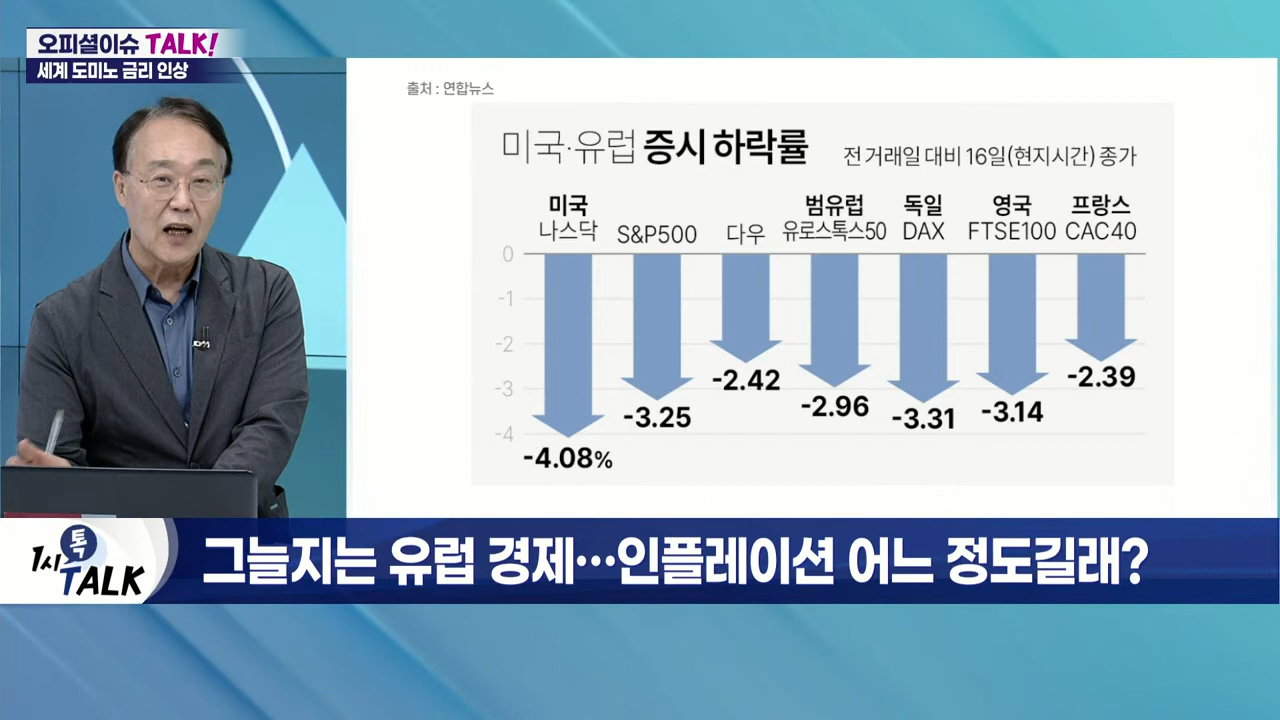 오피셜이슈 TALK!
세계 도미노 금리 인상
출처 : 연합뉴스
미국·유럽 증시 하락률
전 거래일 대비 16일(현지시간) 종가
미국 범유럽 독일 영국 프랑스
나스닥 S&P500 다우 유로스톡스50 DAX FTSE100 CAC40
0
-1
-2
-3
-4
-4.08%
-3.25
-2.42
-2.96
-3.31
-3.14
-2.39
1시 톡 TALK
그늘지는 유럽 경제…인플레이션 어느 정도길래?